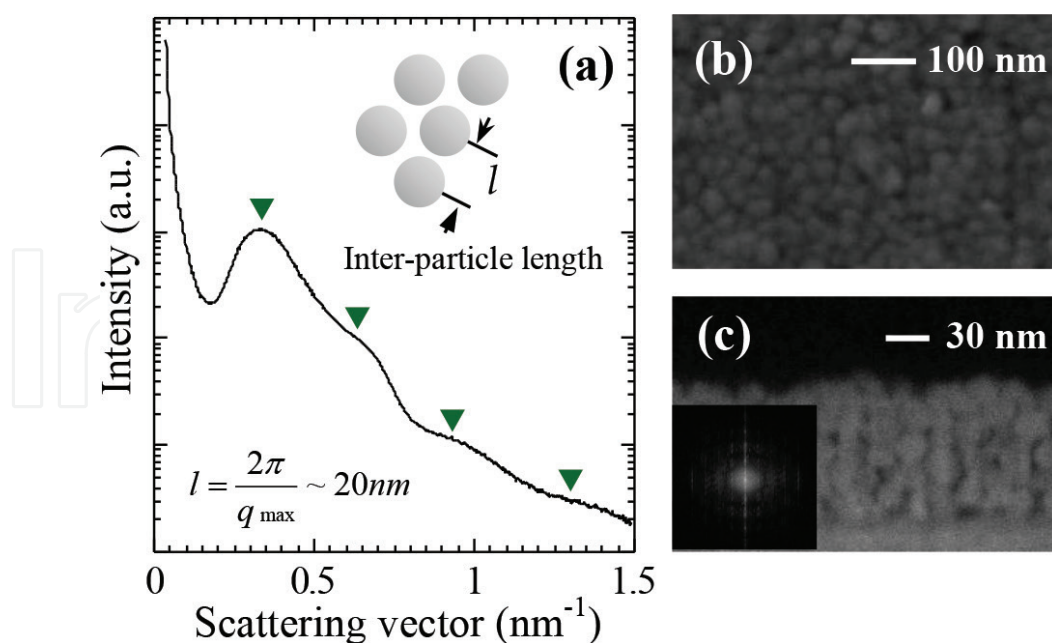 (a)
Intensity (a.u.)
l
Inter-particle length
l = 2π / q max ~ 20nm
0 0.5 1 1.5
Scattering vector (nm⁻¹)
(b) 100 nm
(c) 30 nm